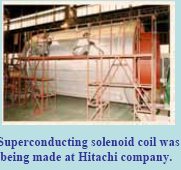 Superconducting solenoid coil was
being made at Hitachi company.